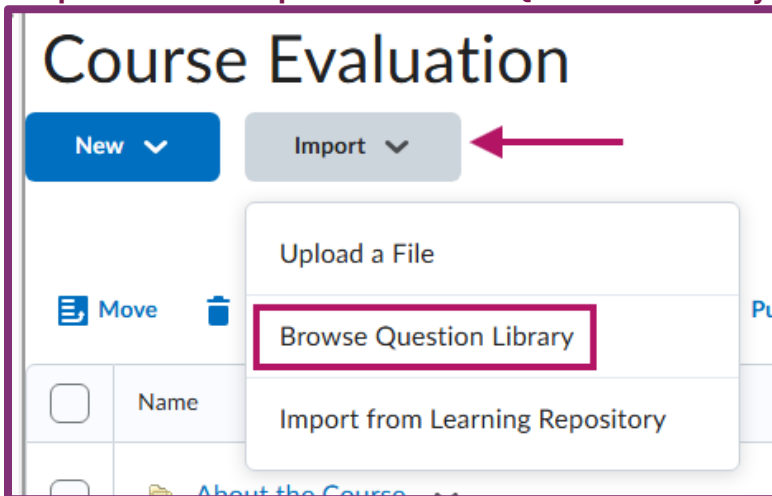 Course Evaluation
New Import
Upload a File
Move
Browse Question Library
Name
Import from Learning Repository
About the Course